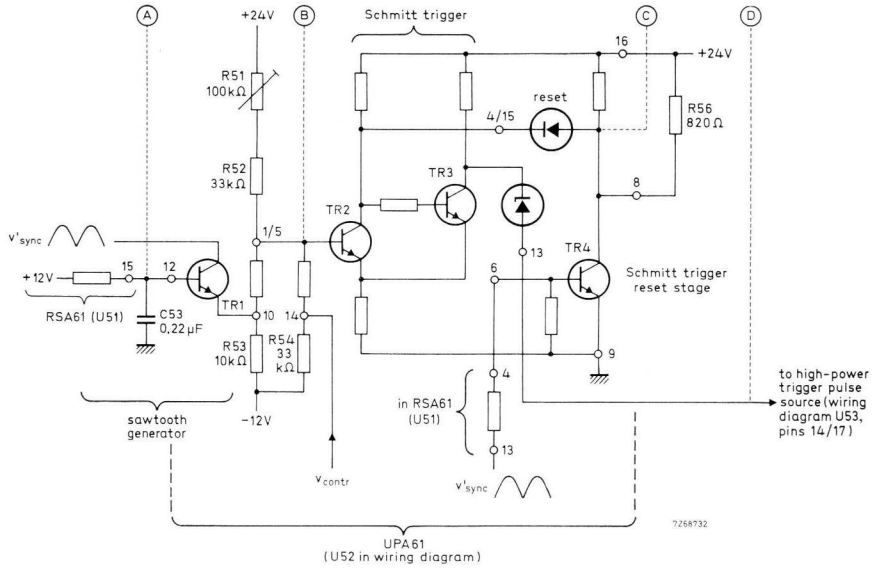 A
B
C
D
+24V
Schmitt trigger
16
+24V
R51
100kΩ
reset
4/15
R56
820Ω
R52
33kΩ
TR3
8
TR2
1/5
v'sync
13
TR4
6
+12V
15
12
TR1
Schmitt trigger
reset stage
RSA61 (U51)
C53
0,22µF
10
14
R53
10kΩ
R54
33
kΩ
9
4
to high-power
trigger pulse
source (wiring
diagram U53,
pins 14/17)
in RSA61
(U51)
sawtooth
generator
-12V
13
vcontr
v'sync
7Z68732
UPA61
(U52 in wiring diagram)